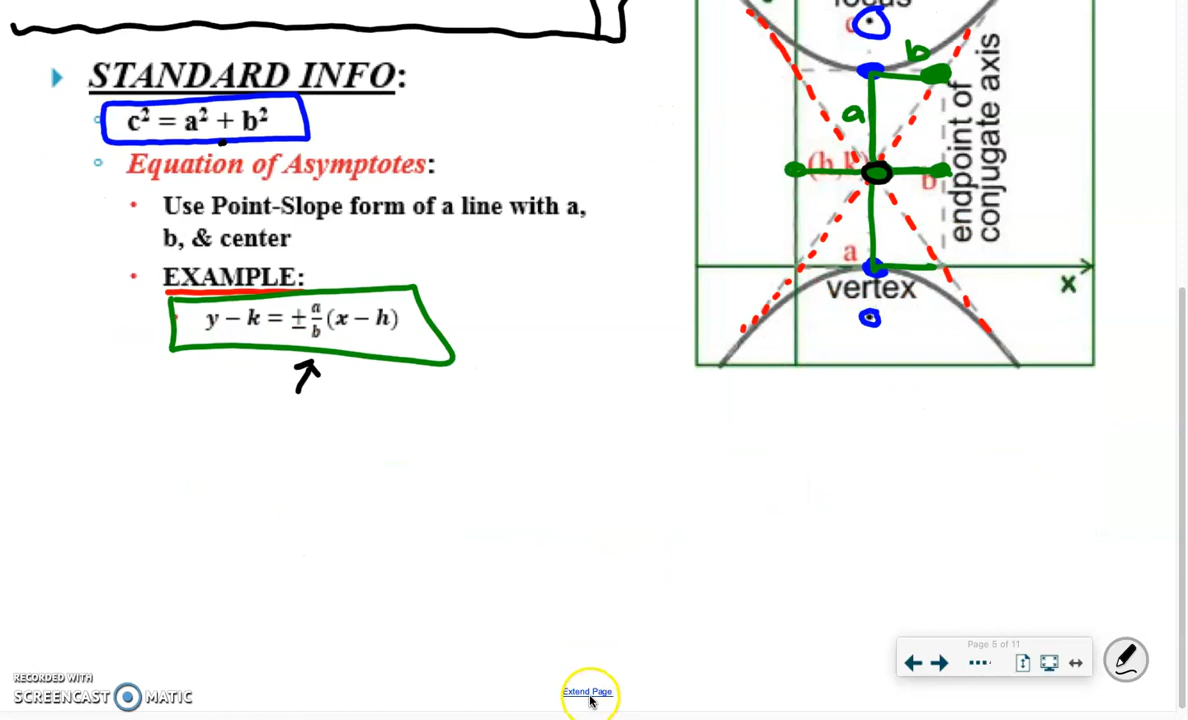 focus
c
STANDARD INFO:
c² = a² + b²
Equation of Asymptotes:
Use Point-Slope form of a line with a,
b, & center
EXAMPLE:
y − k = ± a/b (x − h)
b
a
(h,k)
b
endpoint of
conjugate axis
a
vertex
x
Page 5 of 11
RECORDED WITH
SCREENCAST MATIC
Extend Page